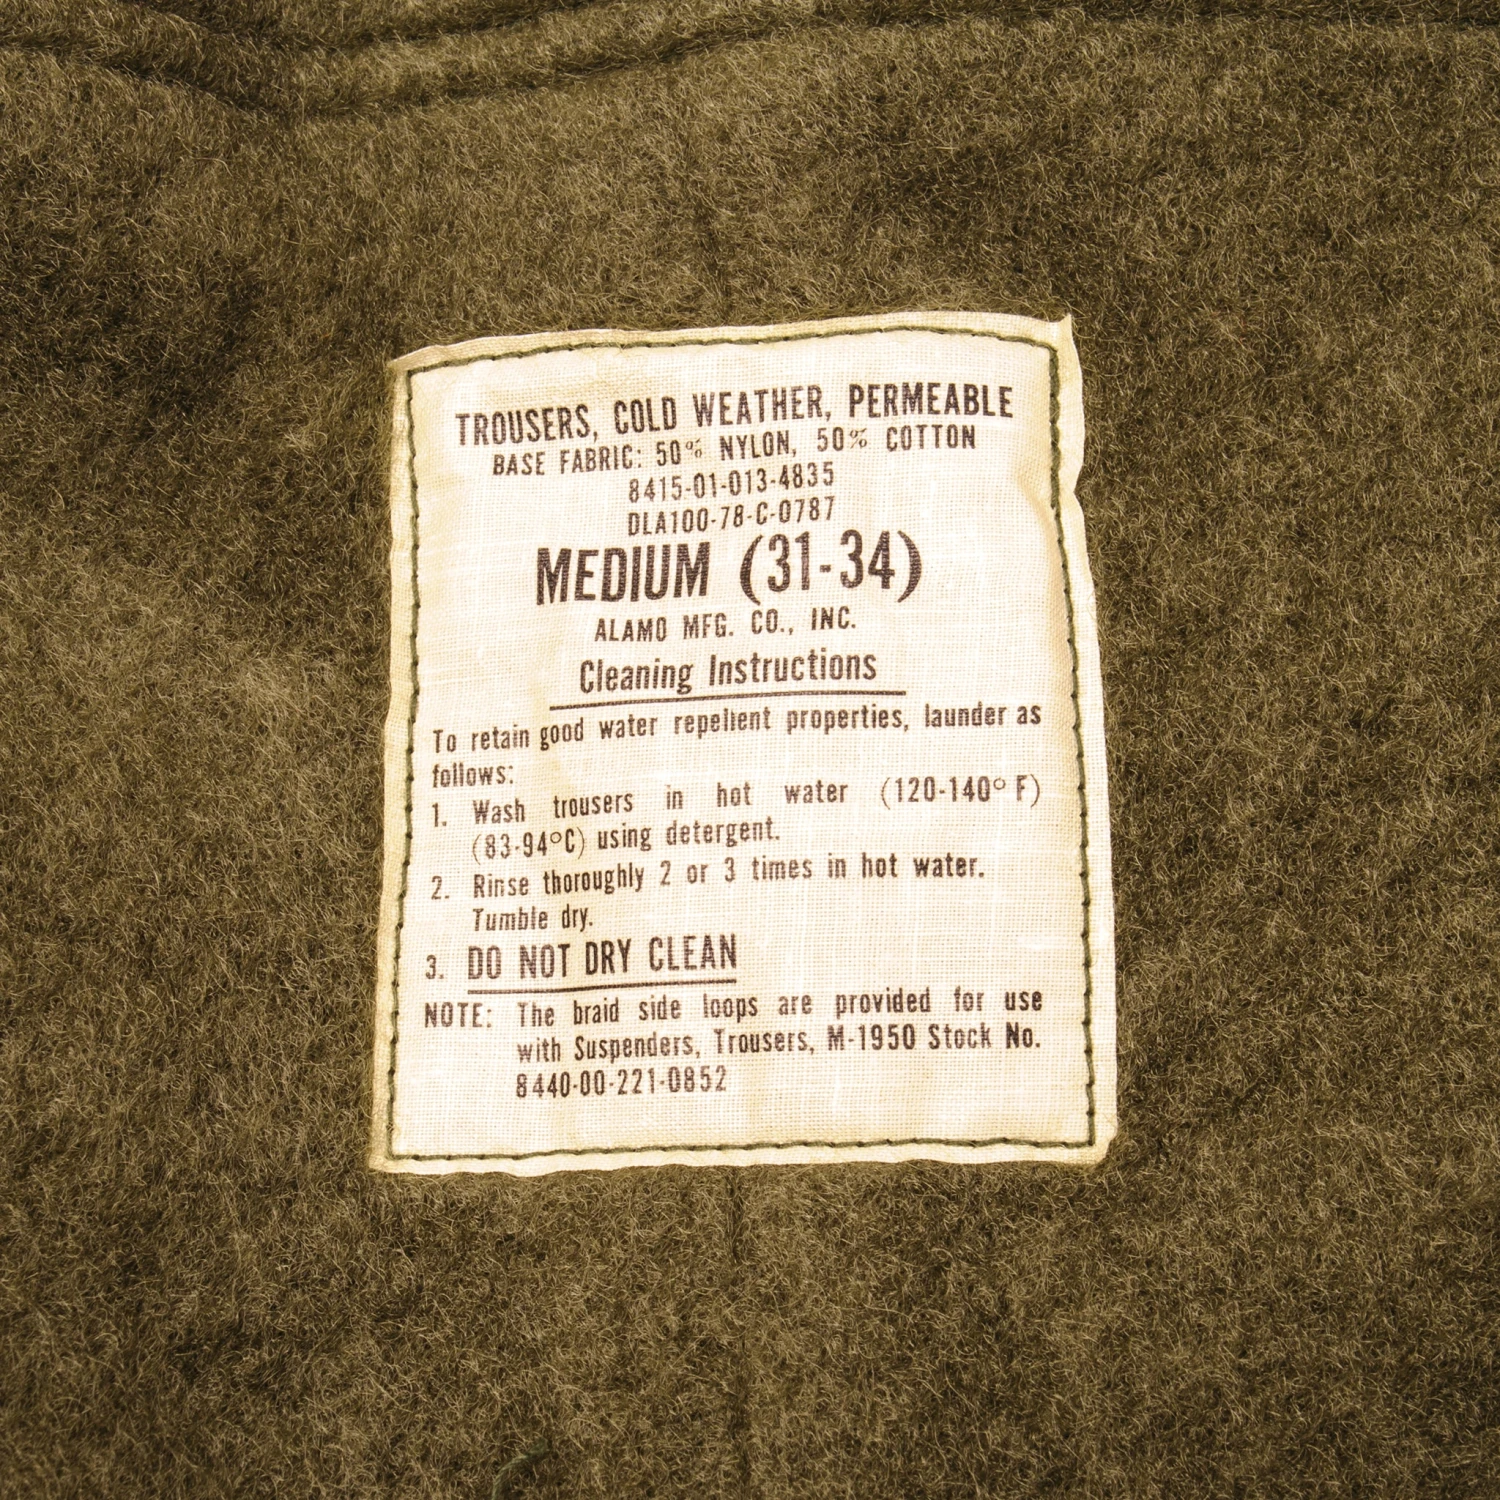 TROUSERS, COLD WEATHER, PERMEABLE
BASE FABRIC: 50% NYLON, 50% COTTON
8415-01-013-4835
DLA100-78-C-0787
MEDIUM (31-34)
ALAMO MFG. CO., INC.
Cleaning Instructions
To retain good water repellent properties, launder as
follows:
1. Wash trousers in hot water (120-140° F)
(83-94°C) using detergent.
2. Rinse thoroughly 2 or 3 times in hot water.
Tumble dry.
3. DO NOT DRY CLEAN
NOTE: The braid side loops are provided for use
with Suspenders, Trousers, M-1950 Stock No.
8440-00-221-0852